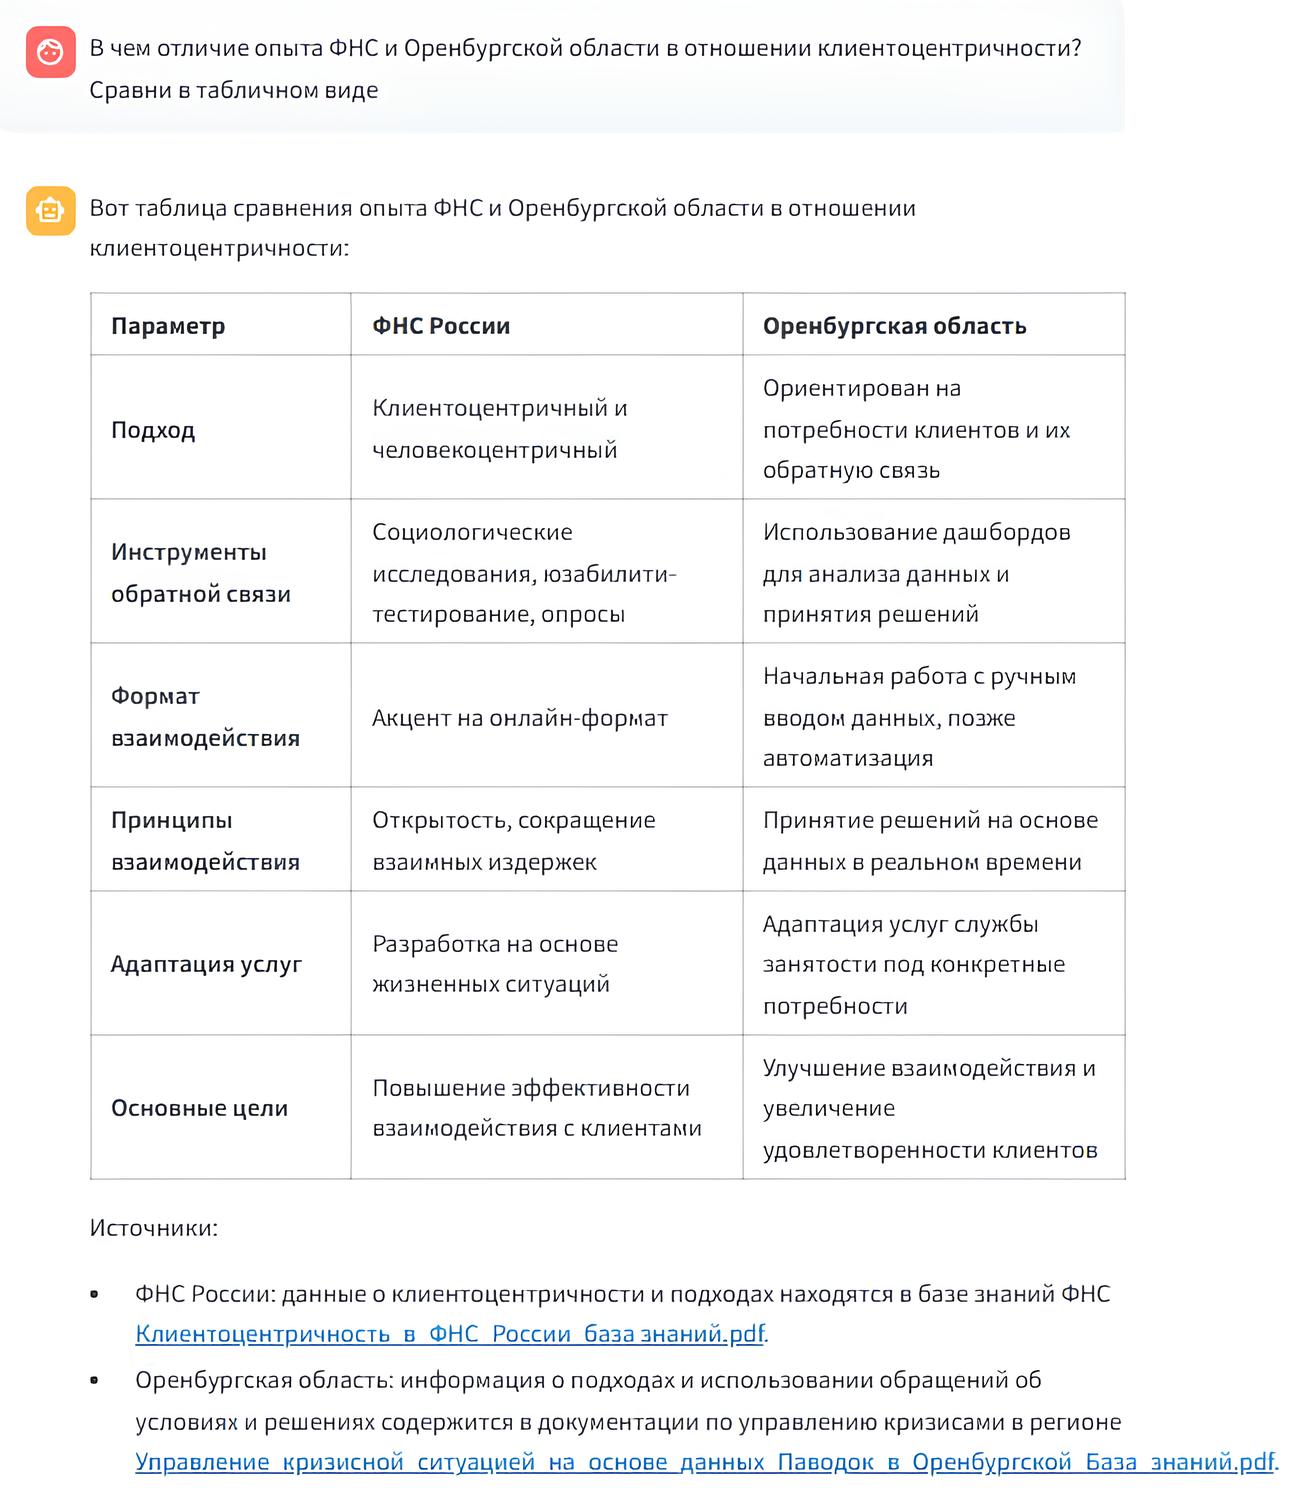 В чем отличие опыта ФНС и Оренбургской области в отношении клиентоцентричности?
Сравни в табличном виде
Вот таблица сравнения опыта ФНС и Оренбургской области в отношении
клиентоцентричности:
Параметр
ФНС России
Оренбургская область
Подход
Клиентоцентричный и
человекоцентричный
Ориентирован на
потребности клиентов и их
обратную связь
Инструменты
обратной связи
Социологические
исследования, юзабилити-
тестирование, опросы
Использование дашбордов
для анализа данных и
принятия решений
Формат
взаимодействия
Акцент на онлайн-формат
Начальная работа с ручным
вводом данных, позже
автоматизация
Принципы
взаимодействия
Открытость, сокращение
взаимных издержек
Принятие решений на основе
данных в реальном времени
Адаптация услуг
Разработка на основе
жизненных ситуаций
Адаптация услуг службы
занятости под конкретные
потребности
Основные цели
Повышение эффективности
взаимодействия с клиентами
Улучшение взаимодействия и
увеличение
удовлетворенности клиентов
Источники:
• ФНС России: данные о клиентоцентричности и подходах находятся в базе знаний ФНС
Клиентоцентричность_в_ФНС_России_база знаний.pdf.
• Оренбургская область: информация о подходах и использовании обращений об
условиях и решениях содержится в документации по управлению кризисами в регионе
Управление_кризисной_ситуацией_на_основе_данных_Паводок_в_Оренбургской_База_знаний.pdf.